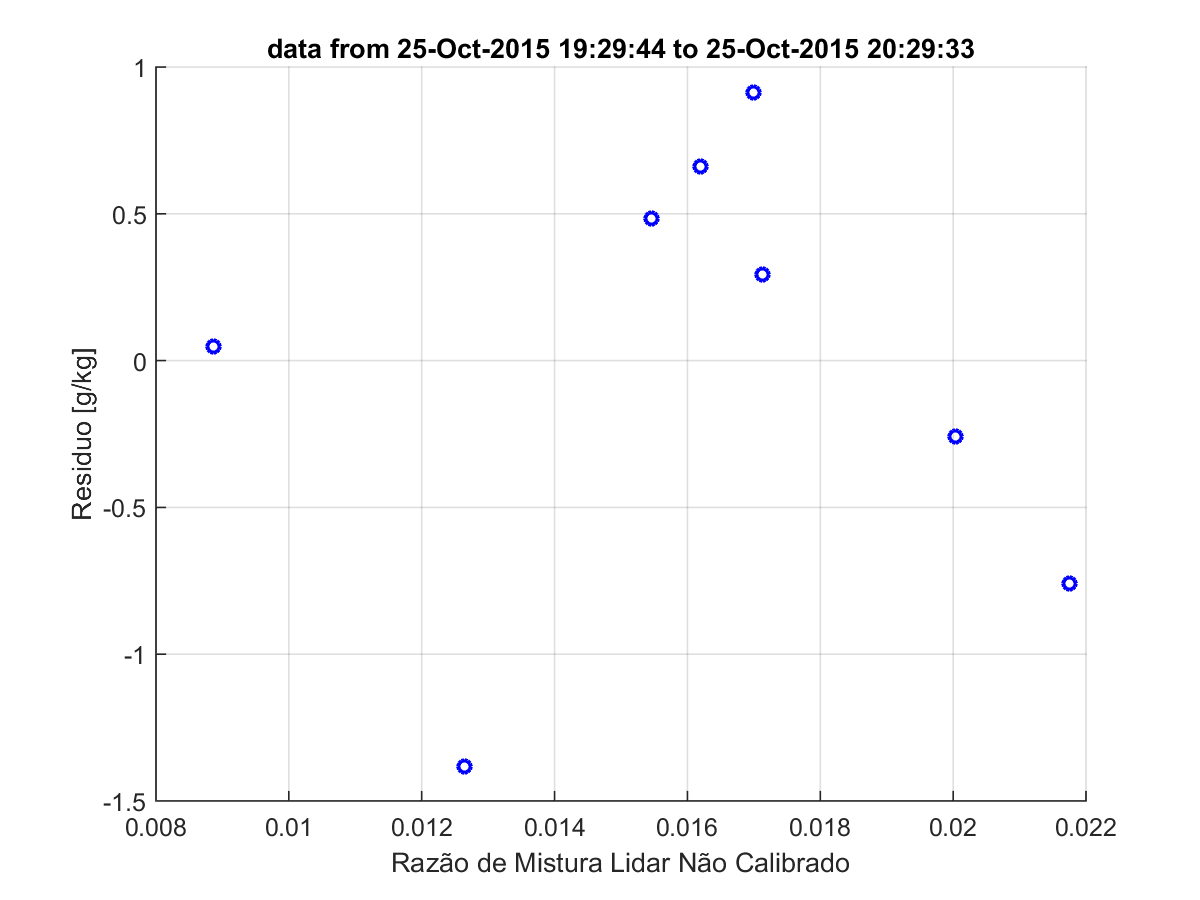 data from 25-Oct-2015 19:29:44 to 25-Oct-2015 20:29:33
1
0.5
0
-0.5
-1
-1.5
Residuo [g/kg]
0.008 0.01 0.012 0.014 0.016 0.018 0.02 0.022
Razão de Mistura Lidar Não Calibrado